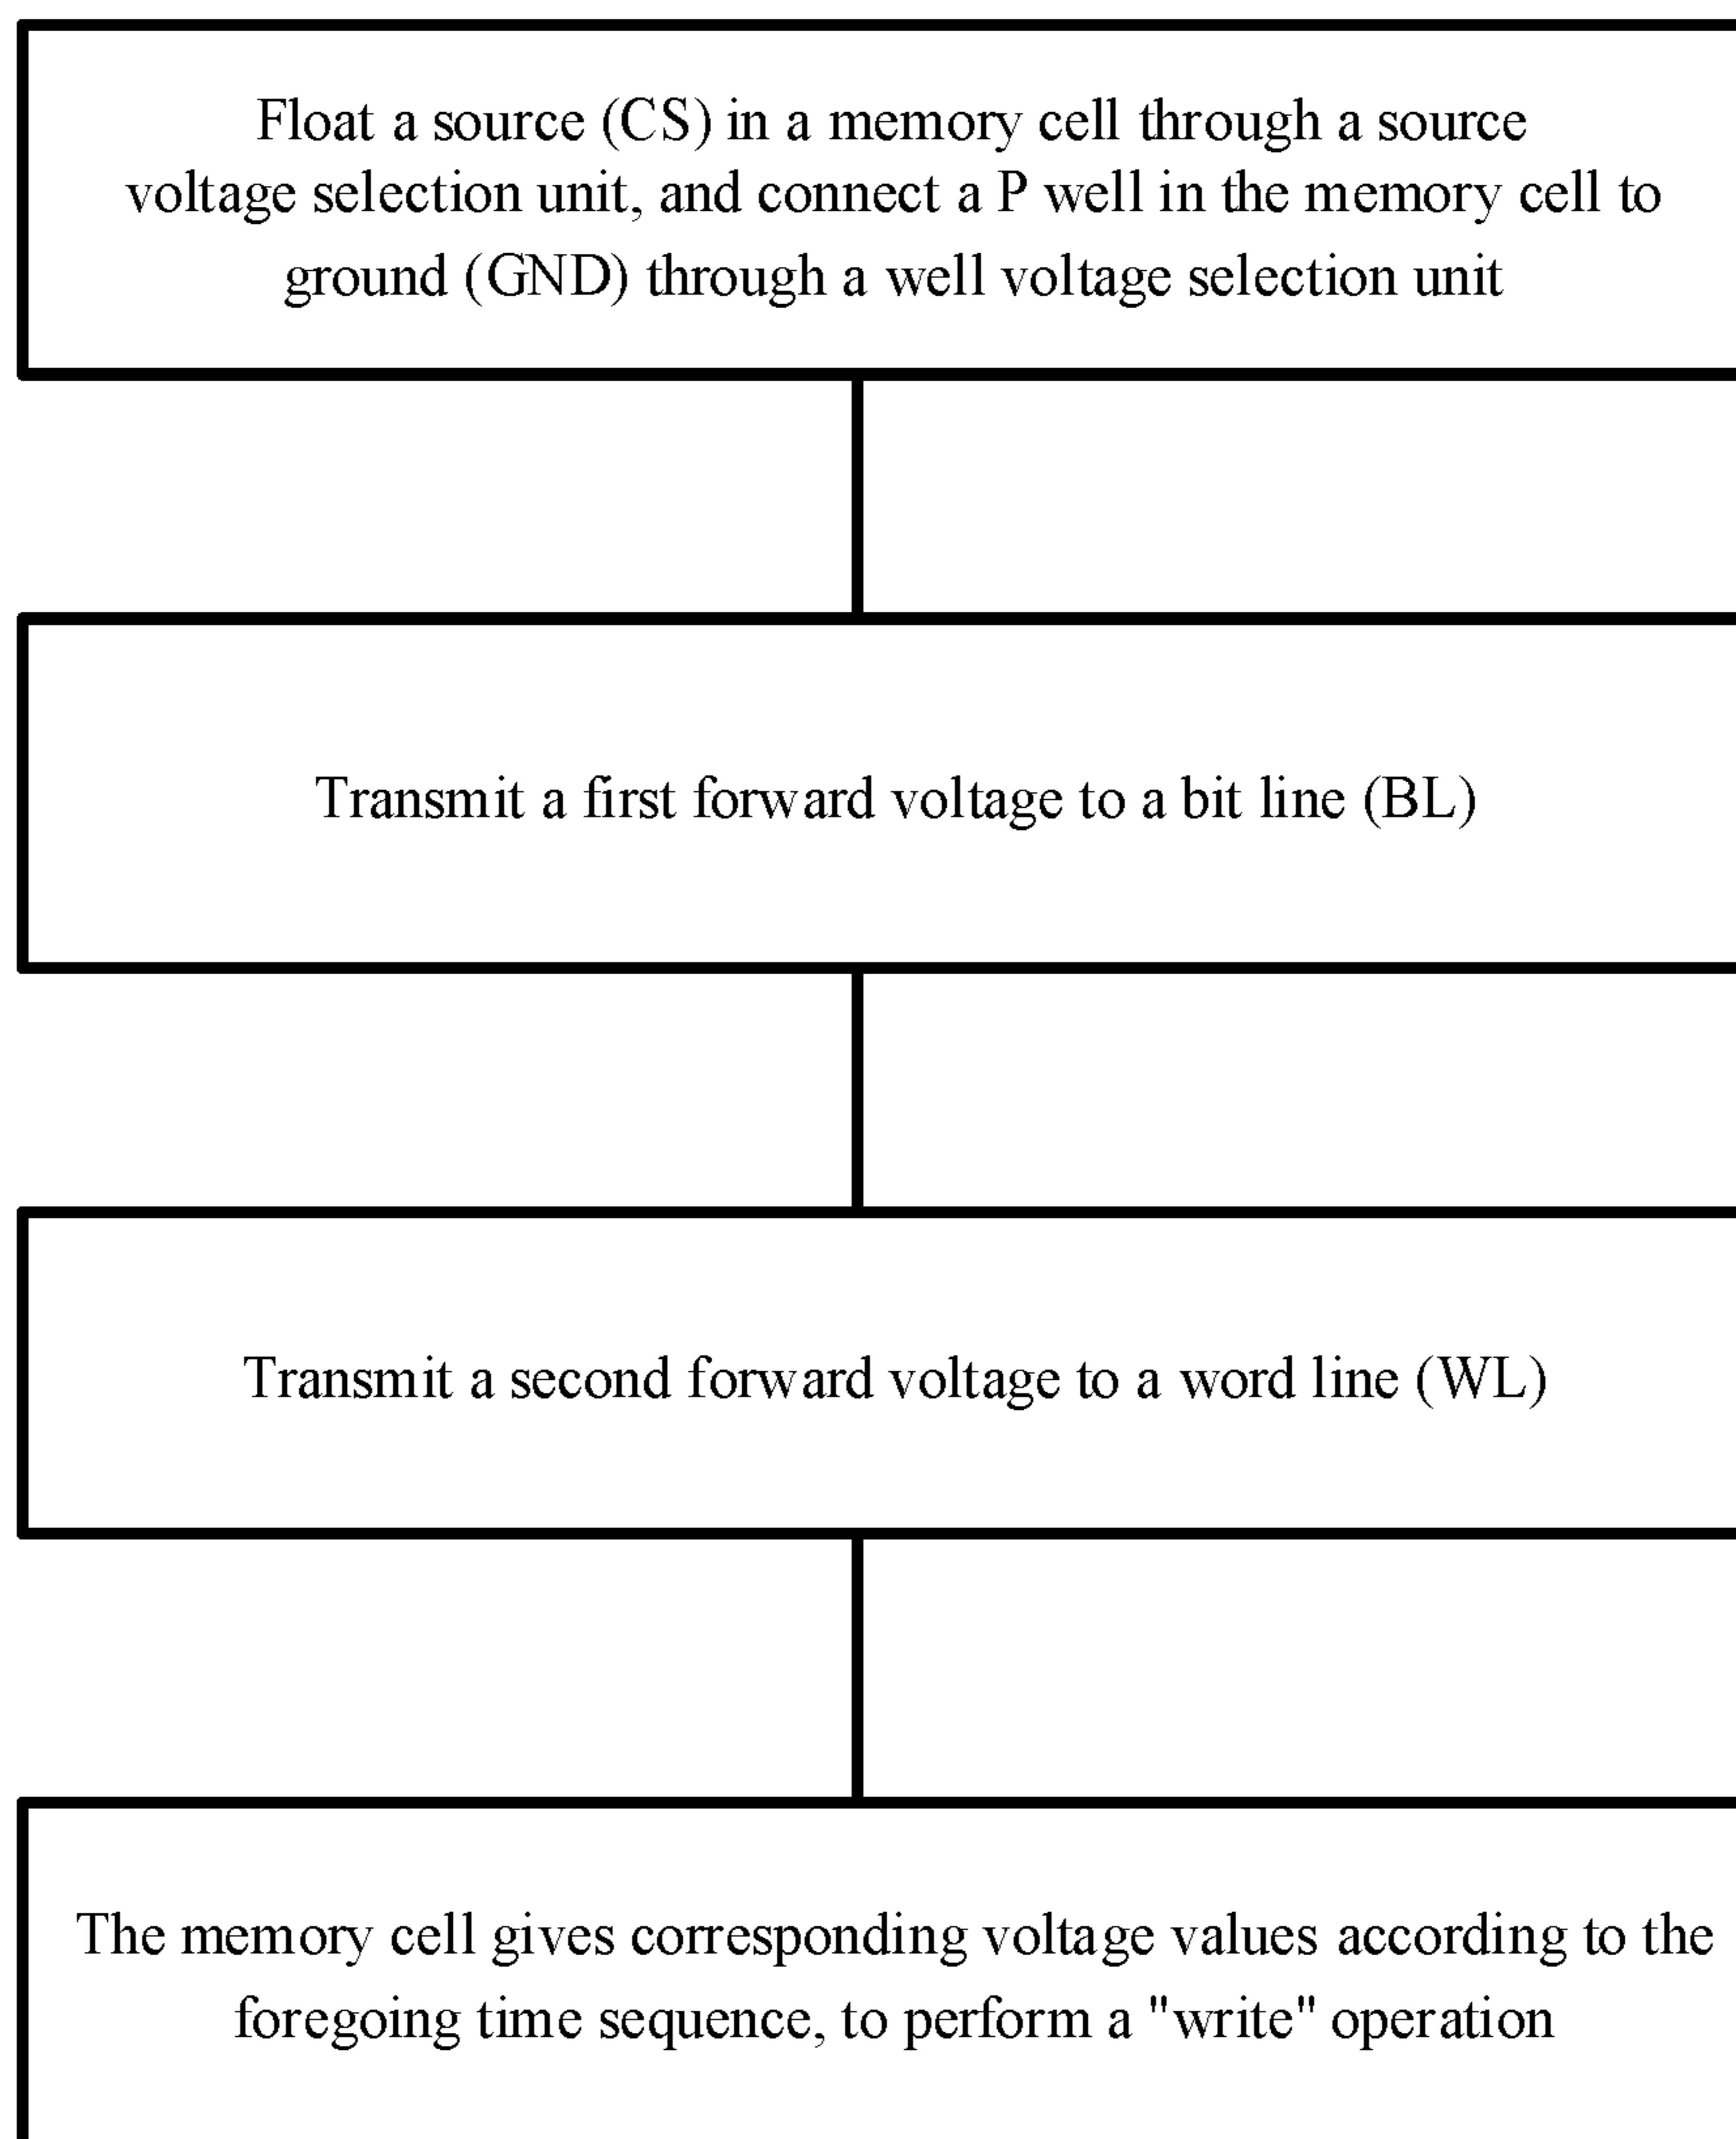 Float a source (CS) in a memory cell through a source
voltage selection unit, and connect a P well in the memory cell to
ground (GND) through a well voltage selection unit
Transmit a first forward voltage to a bit line (BL)
Transmit a second forward voltage to a word line (WL)
The memory cell gives corresponding voltage values according to the
foregoing time sequence, to perform a "write" operation